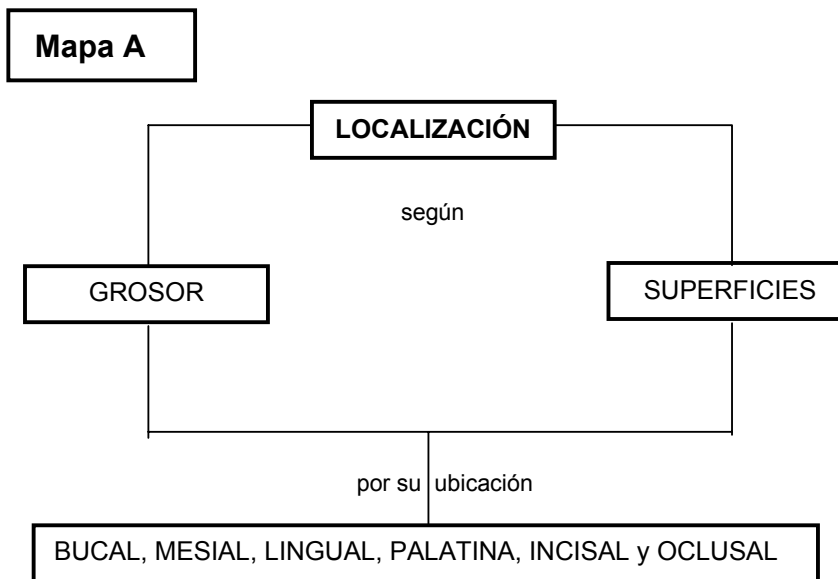 Mapa A
LOCALIZACIÓN
según
GROSOR
SUPERFICIES
por su ubicación
BUCAL, MESIAL, LINGUAL, PALATINA, INCISAL y OCLUSAL